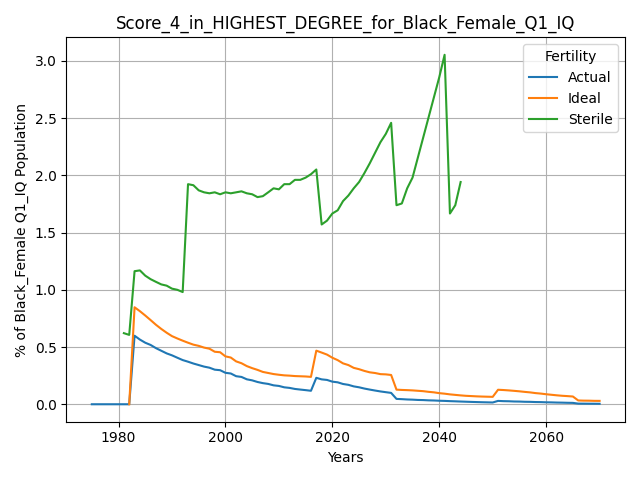 Score_4_in_HIGHEST_DEGREE_for_Black_Female_Q1_IQ
% of Black_Female Q1_IQ Population
3.0
2.5
2.0
1.5
1.0
0.5
0.0
Fertility
Actual
Ideal
Sterile
1980
2000
2020
2040
2060
Years